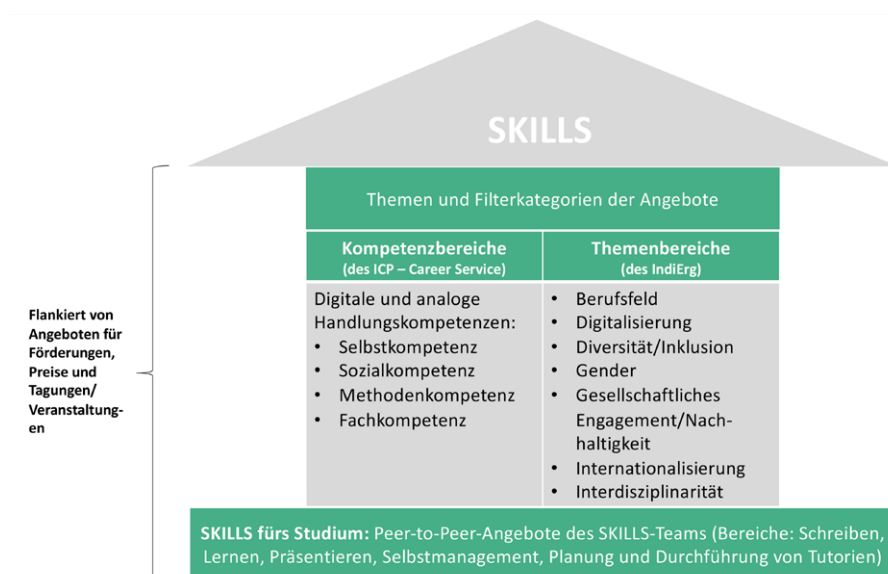 SKILLS
Themen und Filterkategorien der Angebote
Kompetenzbereiche
(des ICP – Career Service)
Themenbereiche
(des IndiErg)
Digitale und analoge
Handlungskompetenzen:
• Selbstkompetenz
• Sozialkompetenz
• Methodenkompetenz
• Fachkompetenz
• Berufsfeld
• Digitalisierung
• Diversität/Inklusion
• Gender
• Gesellschaftliches
Engagement/Nach-
haltigkeit
• Internationalisierung
• Interdisziplinarität
Flankiert von
Angeboten für
Förderungen,
Preise und
Tagungen/
Veranstaltung-
en
SKILLS fürs Studium: Peer-to-Peer-Angebote des SKILLS-Teams (Bereiche: Schreiben,
Lernen, Präsentieren, Selbstmanagement, Planung und Durchführung von Tutorien)